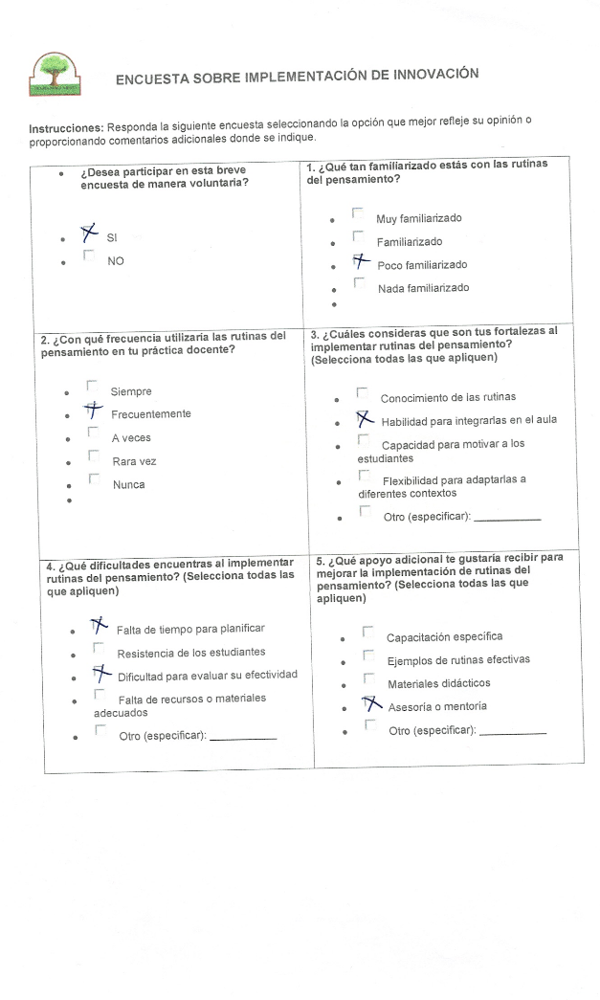 ENCUESTA SOBRE IMPLEMENTACIÓN DE INNOVACIÓN
Instrucciones: Responda la siguiente encuesta seleccionando la opción que mejor refleje su opinión o
proporcionando comentarios adicionales donde se indique.
• ¿Desea participar en esta breve
encuesta de manera voluntaria?
• SI
• NO
1. ¿Qué tan familiarizado estás con las rutinas
del pensamiento?
• Muy familiarizado
• Familiarizado
• Poco familiarizado
• Nada familiarizado
•
2. ¿Con qué frecuencia utilizaría las rutinas del
pensamiento en tu práctica docente?
• Siempre
• Frecuentemente
• A veces
• Rara vez
• Nunca
•
3. ¿Cuáles consideras que son tus fortalezas al
implementar rutinas del pensamiento?
(Selecciona todas las que apliquen)
• Conocimiento de las rutinas
• Habilidad para integrarlas en el aula
• Capacidad para motivar a los
estudiantes
• Flexibilidad para adaptarlas a
diferentes contextos
• Otro (especificar): ___________
4. ¿Qué dificultades encuentras al implementar
rutinas del pensamiento? (Selecciona todas las
que apliquen)
• Falta de tiempo para planificar
• Resistencia de los estudiantes
• Dificultad para evaluar su efectividad
• Falta de recursos o materiales
adecuados
• Otro (especificar): ___________
5. ¿Qué apoyo adicional te gustaría recibir para
mejorar la implementación de rutinas del
pensamiento? (Selecciona todas las que
apliquen)
• Capacitación específica
• Ejemplos de rutinas efectivas
• Materiales didácticos
• Asesoría o mentoría
• Otro (especificar): ___________